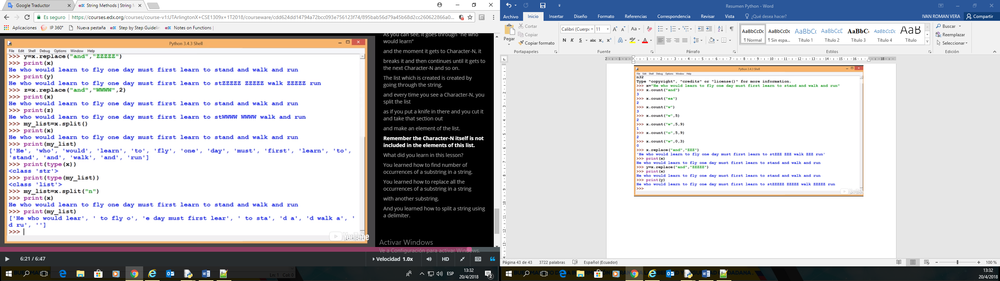 Google Traductor
edX String Methods | String M
Es seguro | https://courses.edx.org/courses/course-v1:UTArlingtonX+CSE1309x+1T2018/courseware/cdd624dd14794a72bcc093e756123f74/895bab56d79a45b68d2cc260622866a0...
Aplicaciones IP 360° Nueva pestaña edX Step by Step Guidelin edX Notes on Functions |
Python 3.4.3 Shell
File Edit Shell Debug Options Window Help
>>> y=x.replace("and","ZZZZZ")
>>> print(x)
He who would learn to fly one day must first learn to stand and walk and run
>>> print(y)
He who would learn to fly one day must first learn to stZZZZZ ZZZZZ walk ZZZZZ run
>>> z=x.replace("and","WWWW",2)
>>> print(x)
He who would learn to fly one day must first learn to stand and walk and run
>>> print(z)
He who would learn to fly one day must first learn to stWWWW WWWW walk and run
>>> my_list=x.split()
>>> print(x)
He who would learn to fly one day must first learn to stand and walk and run
>>> print(my_list)
['He', 'who', 'would', 'learn', 'to', 'fly', 'one', 'day', 'must', 'first', 'learn', 'to',
'stand', 'and', 'walk', 'and', 'run']
>>> print(type(x))
<class 'str'>
>>> print(type(my_list))
<class 'list'>
>>> my_list=x.split("n")
>>> print(x)
He who would learn to fly one day must first learn to stand and walk and run
>>> print(my_list)
['He who would lear', ' to fly o', 'e day must first lear', ' to sta', 'd a', 'd walk a', '
d ru', '']
>>>
YouTube
As you can see, it goes through "he who
would learn"
and the moment it gets to Character-N, it
breaks it and then continues until it gets to
the next Character-N and so on.
The list which is created is created by
going through the string,
and every time you see a Character-N, you
split the list
as if you put a knife in there and you cut it
and take that section out
and make an element of the list.
Remember the Character-N itself is not
included in the elements of this list.
What did you learn in this lesson?
You learned how to find number of
occurrences of a substring in a string.
You learned how to replace all the
occurrences of a substring in a string
with another substring.
And you learned how to split a string using
a delimiter.
Activar Windows
Ve a Configuración para activar Windows.
6:21 / 6:47
Velocidad 1.0x
HD
Ln: 1 Col: 0
ESP
13:32
20/4/2018
2
Resumen Python - Word
Archivo Inicio Insertar Diseño Formato Referencias Correspondencia Revisar Vista ¿Qué desea hacer? IVAN ROMAN VERA Compartir
Pegar
Cortar
Copiar
Copiar formato
Portapapeles
Calibri (Cuerpo 11
N K S abc x₂ x²
Fuente
Párrafo
AaBbCcDc AaBbCcDc AaBbC( AaBbCcE AaBbC AaBbCcDc AaB
¶ Normal ¶ Sin espa... Título 1 Título 2 Título 3 Título 4 Título
Estilos
Buscar
Reemplazar
Seleccionar
Edición
Python 3.4.3 Shell
File Edit Shell Debug Options Window Help
n32
Type "copyright", "credits" or "license()" for more information.
>>> x="He who would learn to fly one day must first learn to stand and walk and run"
>>> x.count("and")
3
>>> x.count("ea")
2
>>> x.count("w")
3
>>> x.count("w",5)
2
>>> x.count("w",5,9)
1
>>> x.count("o",5,9)
2
>>> x.count("w",0,3)
0
>>> x.replace("and","ZZZ")
'He who would learn to fly one day must first learn to stZZZ ZZZ walk ZZZ run'
>>> print(x)
He who would learn to fly one day must first learn to stand and walk and run
>>> y=x.replace("and","ZZZZZ")
>>> print(x)
He who would learn to fly one day must first learn to stand and walk and run
>>> print(y)
He who would learn to fly one day must first learn to stZZZZZ ZZZZZ walk ZZZZZ run
>>>
YouTube
Página 43 de 43 3722 palabras Español (Ecuador)
100 %
13:32
20/4/2018